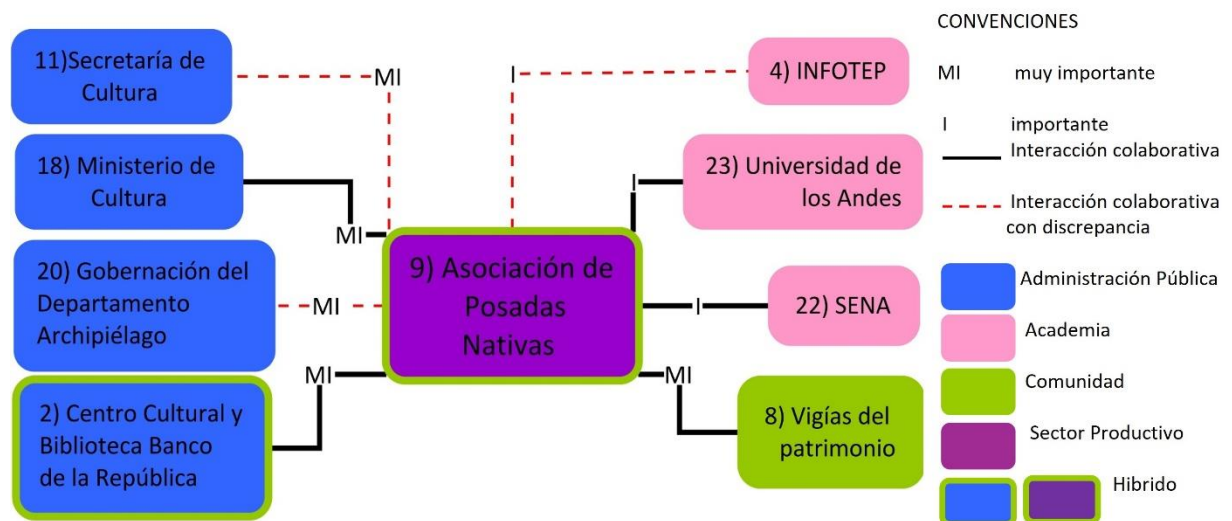 11)Secretaría de
Cultura
MI
18) Ministerio de
Cultura
MI
20) Gobernación del
Departamento
Archipiélago
MI
2) Centro Cultural y
Biblioteca Banco
de la República
MI
9) Asociación de
Posadas
Nativas
I
4) INFOTEP
I
23) Universidad de
los Andes
I
22) SENA
MI
8) Vigías del
patrimonio
CONVENCIONES
MI muy importante
I importante
Interacción colaborativa
Interacción colaborativa
con discrepancia
Administración Pública
Academia
Comunidad
Sector Productivo
Hibrido